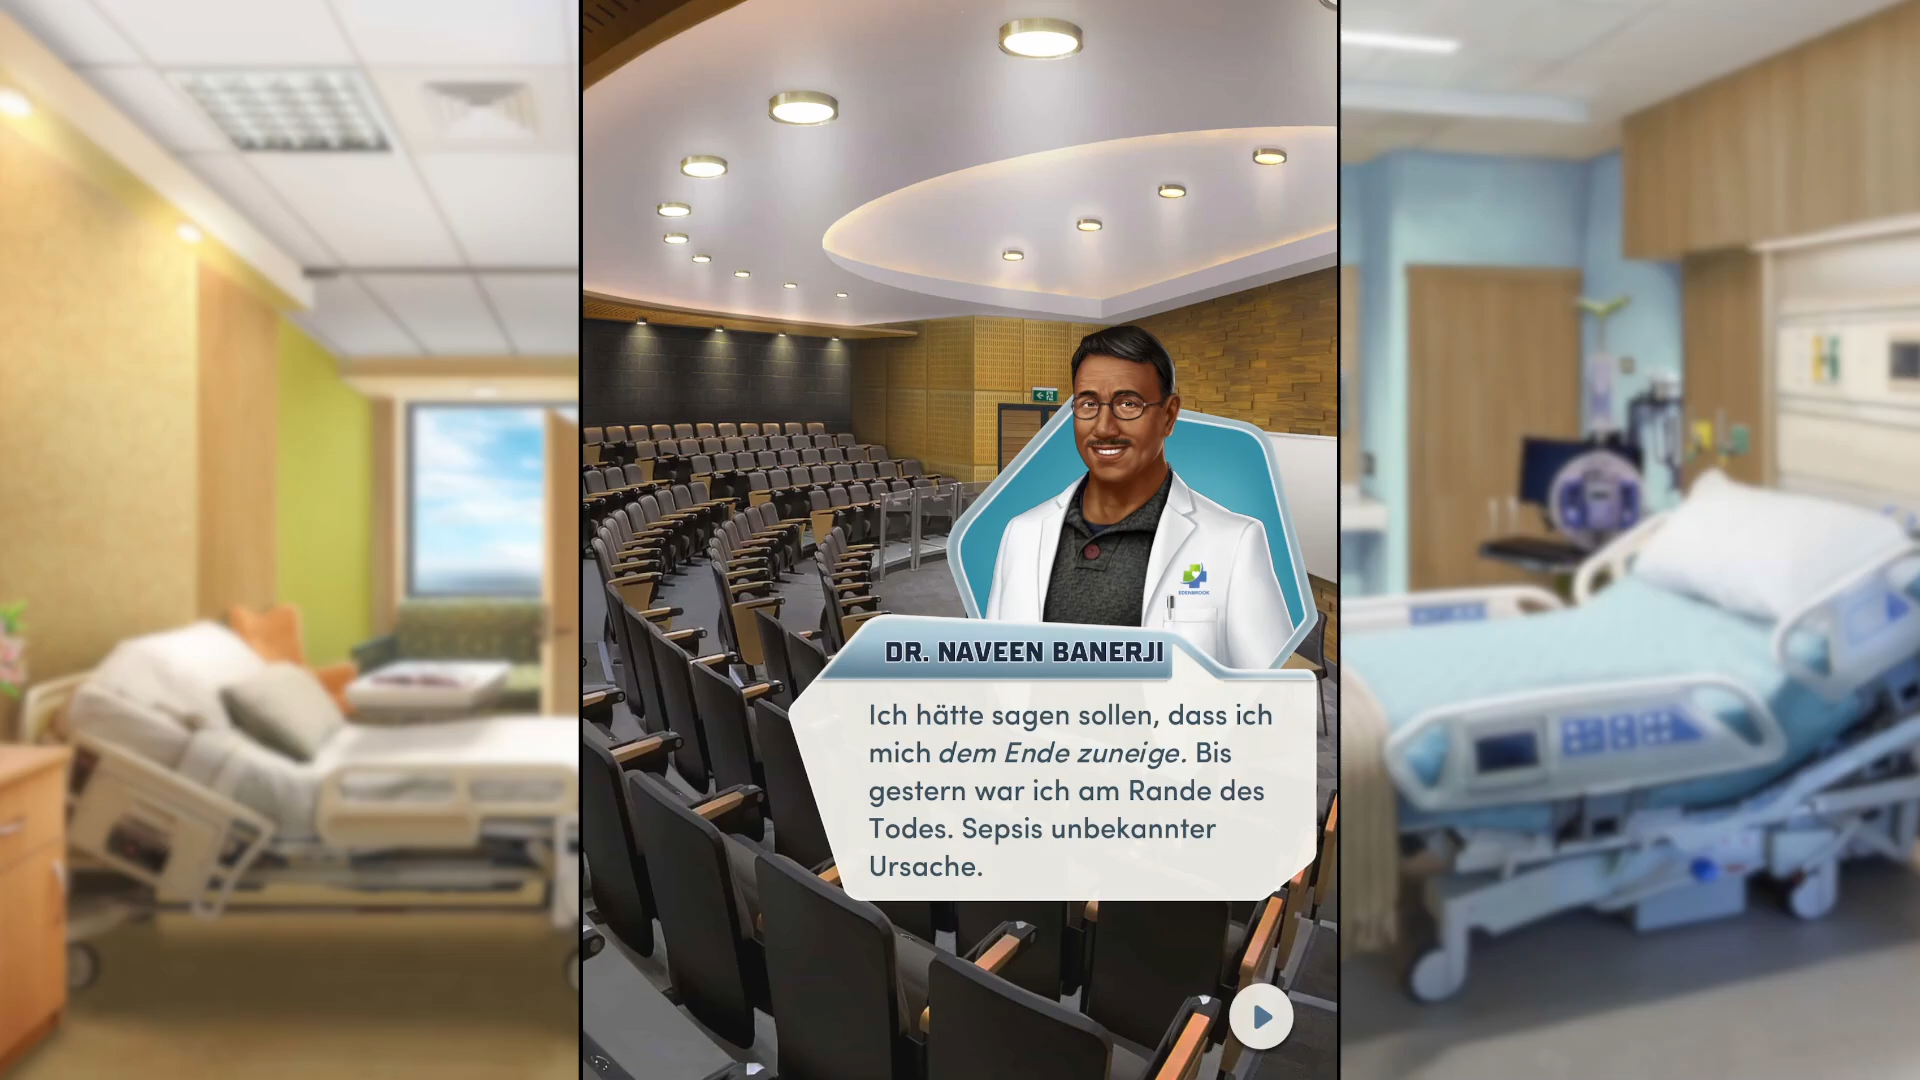 EDENBROOK
DR. NAVEEN BANERJI
Ich hätte sagen sollen, dass ich
mich dem Ende zuneige. Bis
gestern war ich am Rande des
Todes. Sepsis unbekannter
Ursache.